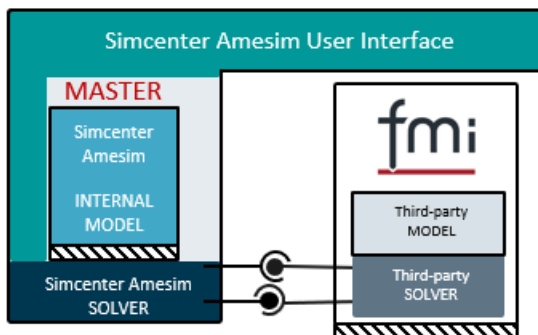 Simcenter Amesim User Interface
MASTER
Simcenter
Amesim
INTERNAL
MODEL
Simcenter Amesim
SOLVER
fmi
Third-party
MODEL
Third-party
SOLVER